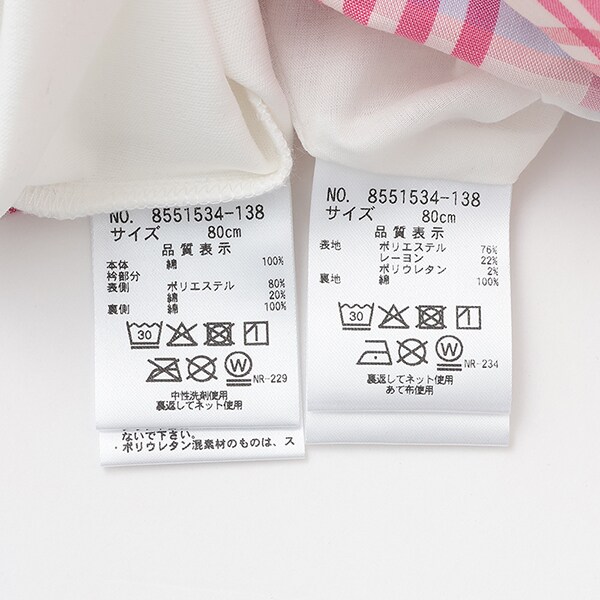 NO. 8551534-138
サイズ 80cm
品質表示
本体 綿 100%
衿部分
表側 ポリエステル 80%
綿 20%
裏側 綿 100%
30
W NR-229
中性洗剤使用
裏返してネット使用
ないで下さい。
・ポリウレタン混素材のものは、ス
NO. 8551534-138
サイズ 80cm
品質表示
表地 ポリエステル 76%
レーヨン 22%
ポリウレタン 2%
裏地 綿 100%
30
W NR-234
裏返してネット使用
あて布使用